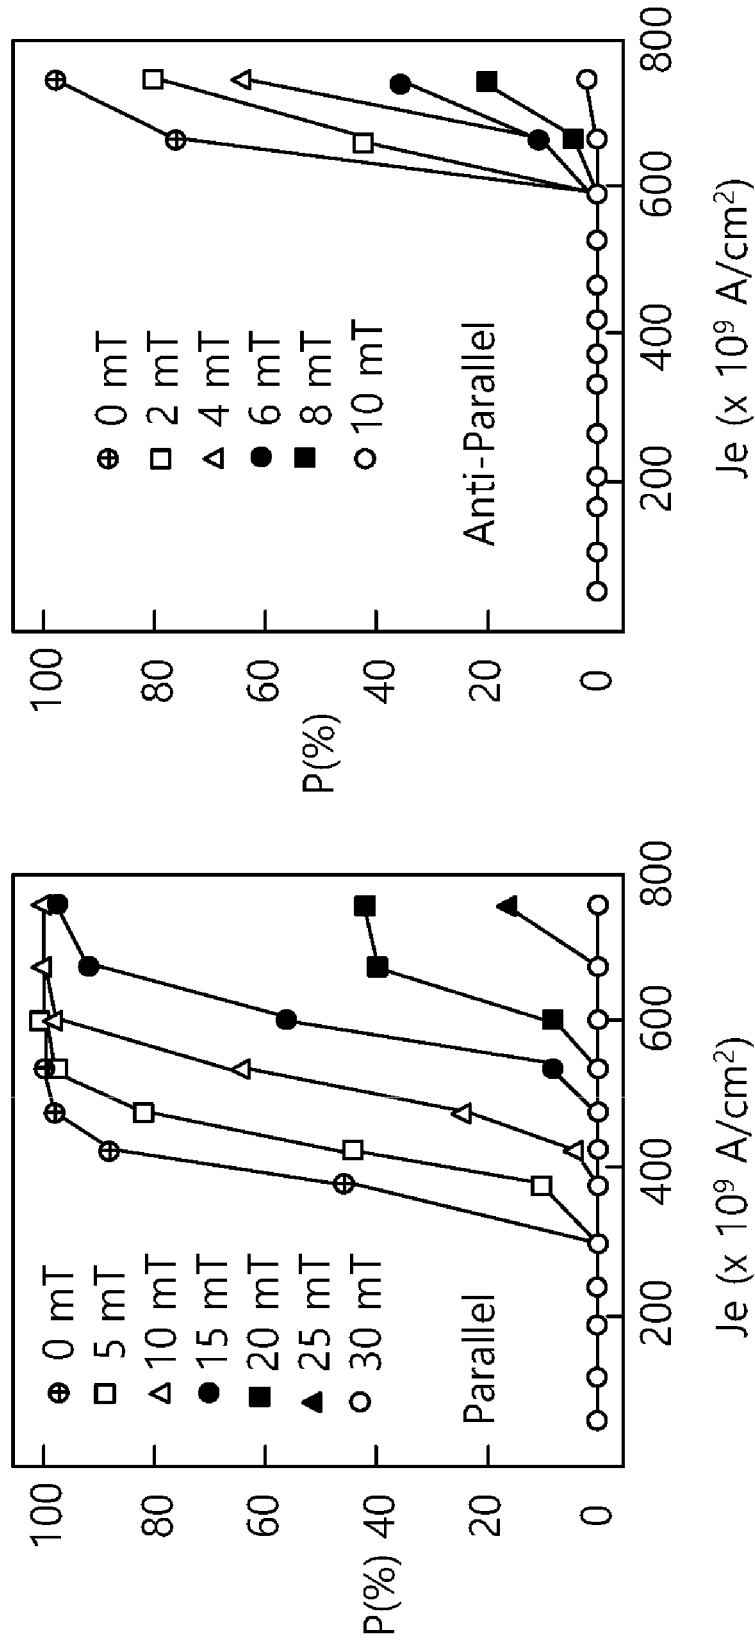 P(%)
100
80
60
40
20
0
0 mT
5 mT
10 mT
15 mT
20 mT
25 mT
30 mT
Parallel
200
400
600
800
Je (x 10⁹ A/cm²)
P(%)
100
80
60
40
20
0
0 mT
2 mT
4 mT
6 mT
8 mT
10 mT
Anti-Parallel
200
400
600
800
Je (x 10⁹ A/cm²)